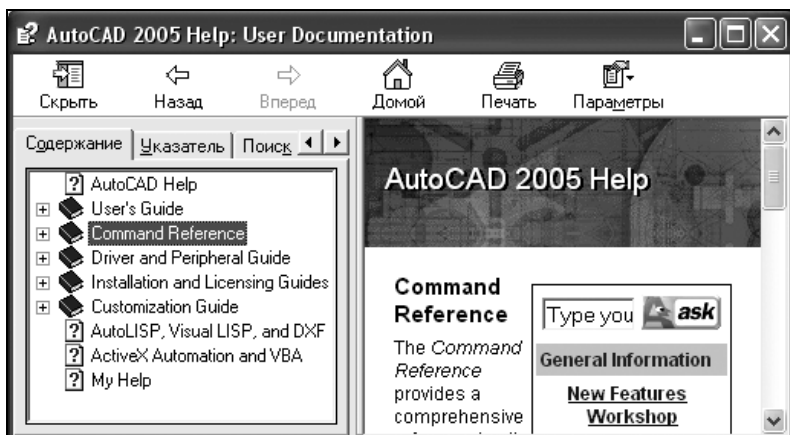 AutoCAD 2005 Help: User Documentation
Скрыть Назад Вперед Домой Печать Параметры
Содержание Указатель Поиск
AutoCAD Help
User's Guide
Command Reference
Driver and Peripheral Guide
Installation and Licensing Guides
Customization Guide
AutoLISP, Visual LISP, and DXF
ActiveX Automation and VBA
My Help
AutoCAD 2005 Help
Command
Reference
The Command
Reference
provides a
comprehensive
Type you ask
General Information
New Features
Workshop